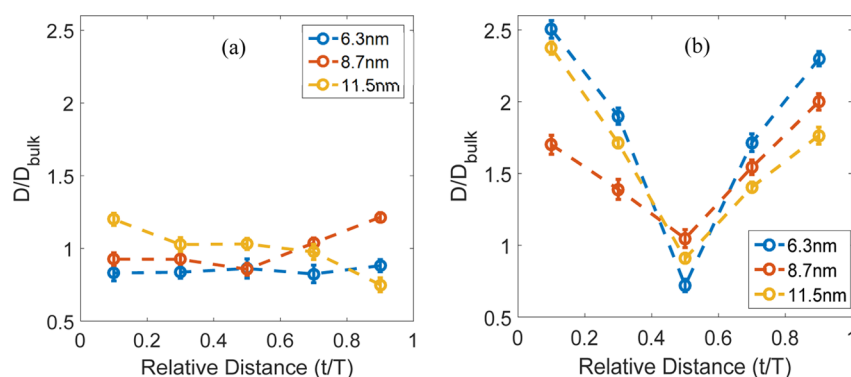 (a)
6.3nm
8.7nm
11.5nm
D/D_bulk
2.5
2
1.5
1
0.5
0 0.2 0.4 0.6 0.8 1
Relative Distance (t/T)
(b)
6.3nm
8.7nm
11.5nm
D/D_bulk
2.5
2
1.5
1
0.5
0 0.2 0.4 0.6 0.8 1
Relative Distance (t/T)